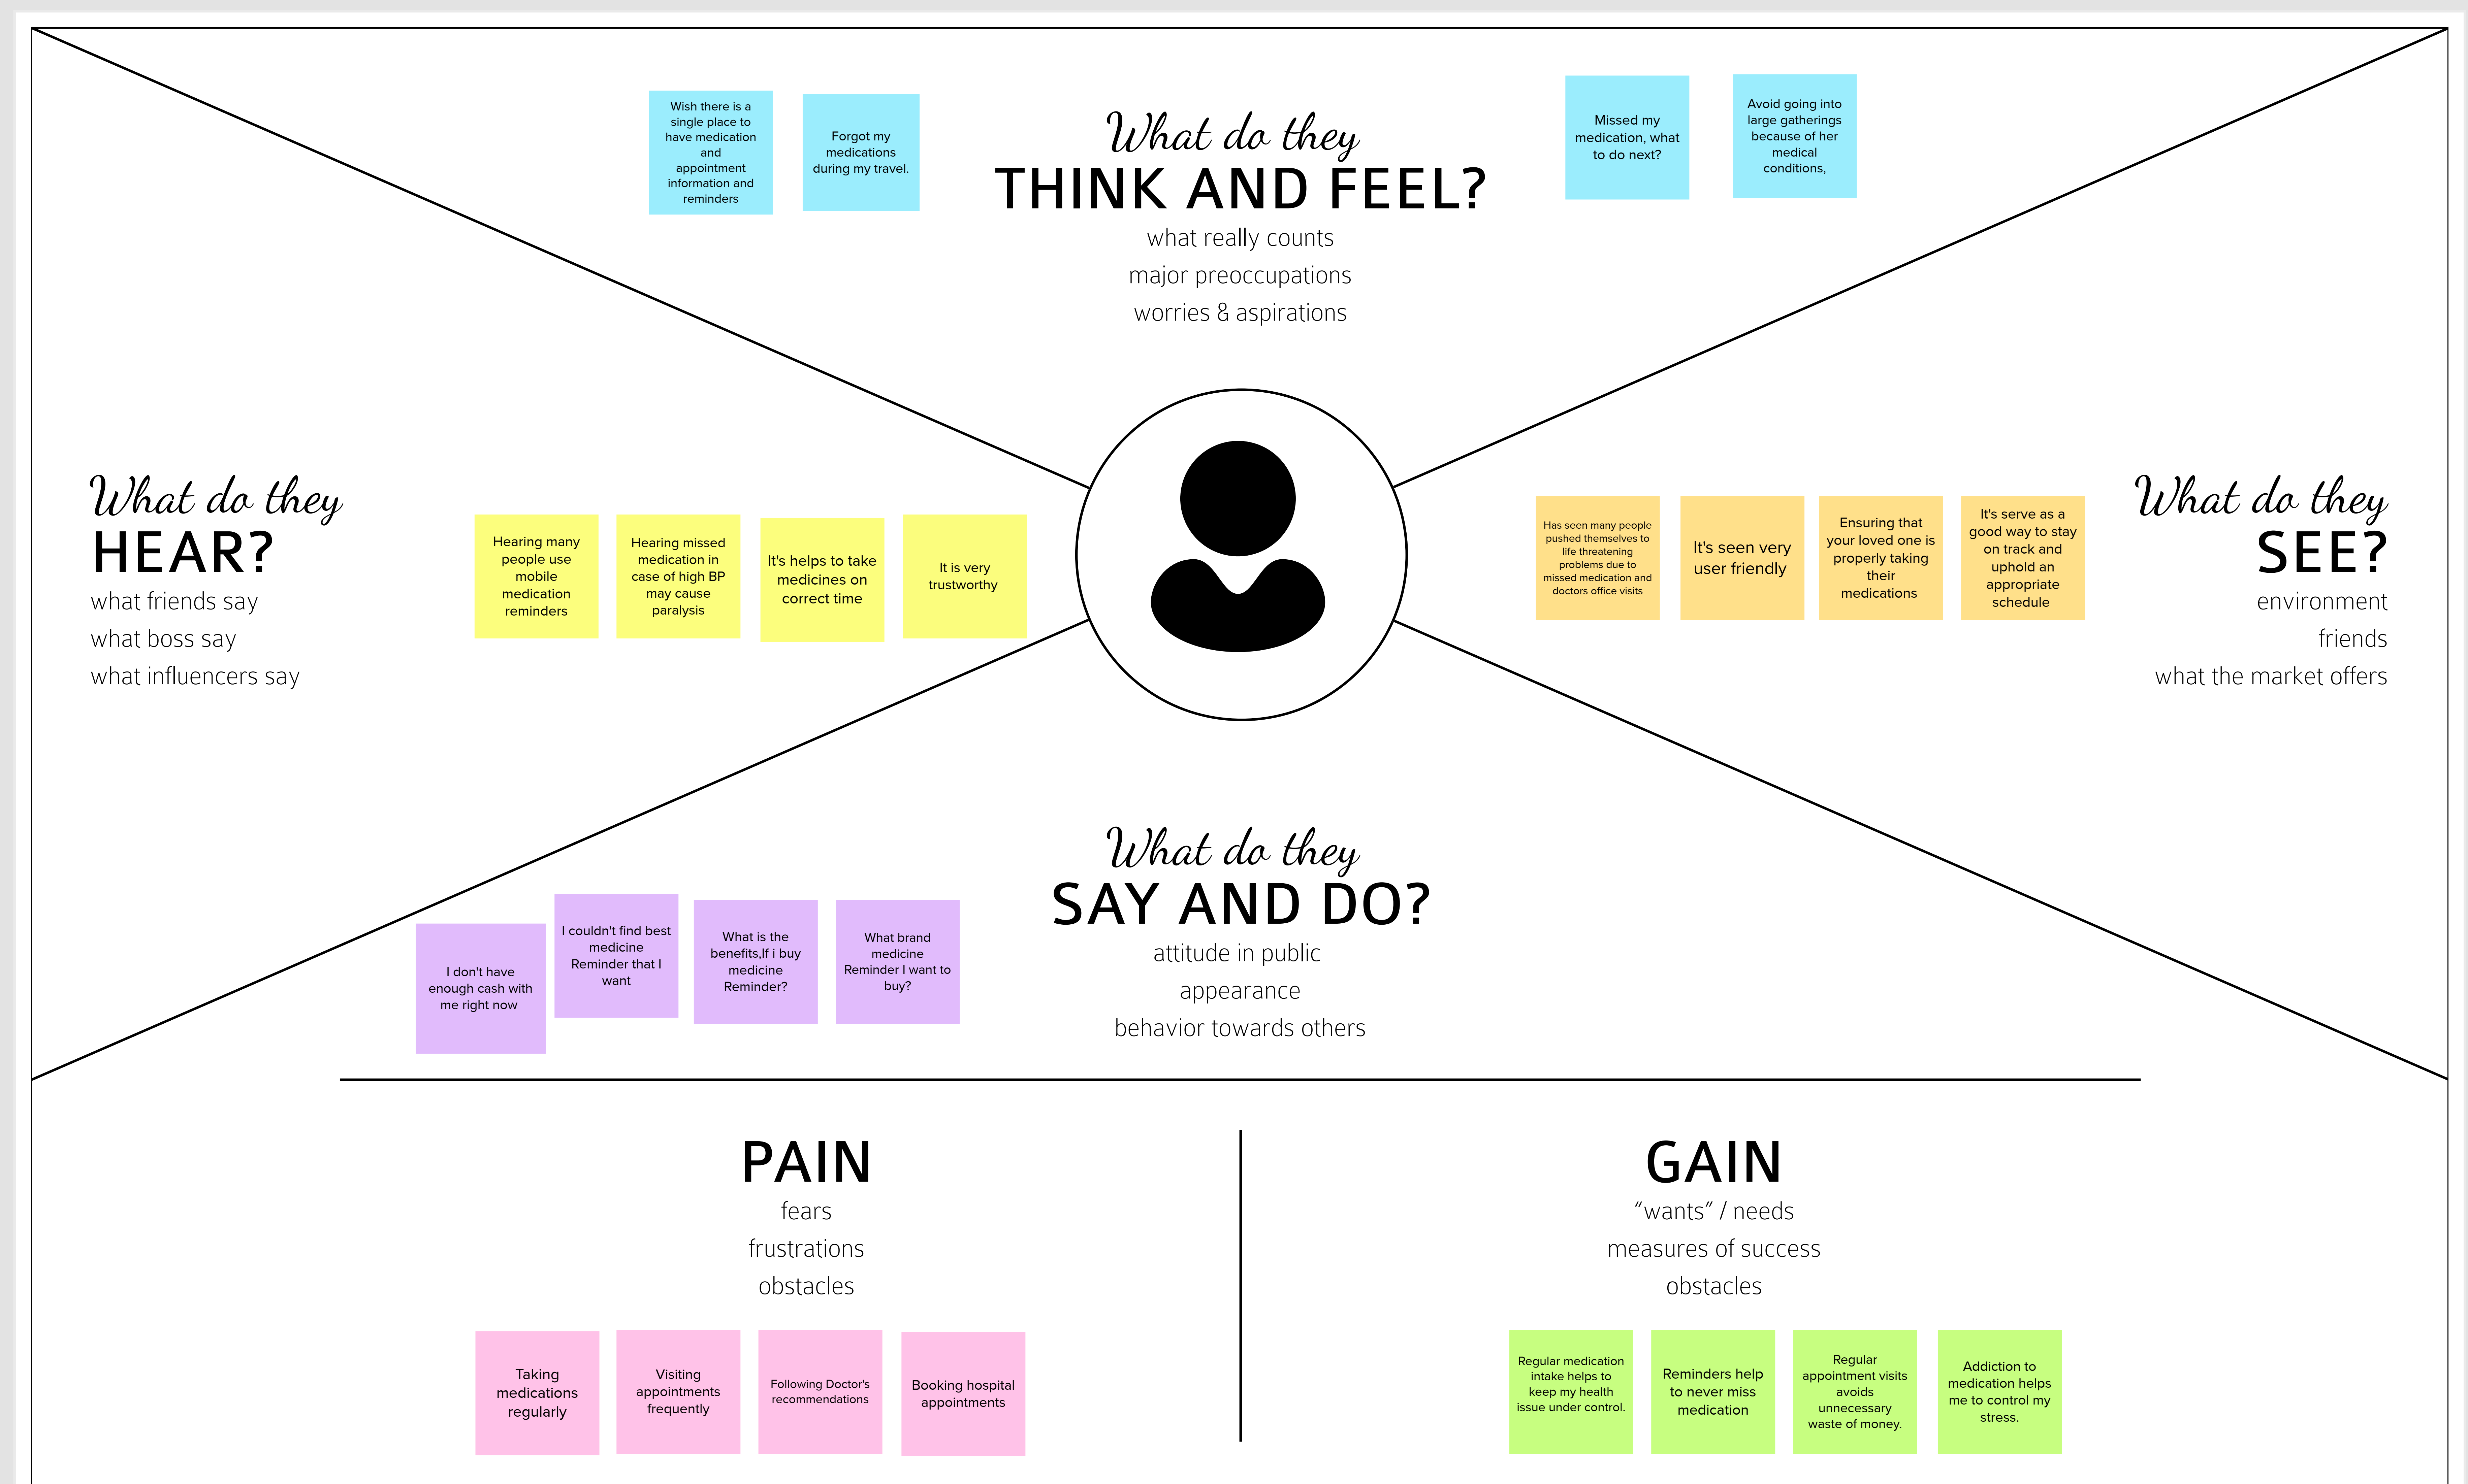 Wish there is a
single place to
have medication
and
appointment
information and
reminders
Forgot my
medications
during my travel.
What do they
THINK AND FEEL?
what really counts
major preoccupations
worries & aspirations
Missed my
medication, what
to do next?
Avoid going into
large gatherings
because of her
medical
conditions,
What do they
HEAR?
what friends say
what boss say
what influencers say
Hearing many
people use
mobile
medication
reminders
Hearing missed
medication in
case of high BP
may cause
paralysis
It's helps to take
medicines on
correct time
It is very
trustworthy
Has seen many people
pushed themselves to
life threatening
problems due to
missed medication and
doctors office visits
It's seen very
user friendly
Ensuring that
your loved one is
properly taking
their
medications
It's serve as a
good way to stay
on track and
uphold an
appropriate
schedule
What do they
SEE?
environment
friends
what the market offers
I don't have
enough cash with
me right now
I couldn't find best
medicine
Reminder that I
want
What is the
benefits,If i buy
medicine
Reminder?
What brand
medicine
Reminder I want to
buy?
What do they
SAY AND DO?
attitude in public
appearance
behavior towards others
PAIN
fears
frustrations
obstacles
Taking
medications
regularly
Visiting
appointments
frequently
Following Doctor's
recommendations
Booking hospital
appointments
GAIN
“wants” / needs
measures of success
obstacles
Regular medication
intake helps to
keep my health
issue under control.
Reminders help
to never miss
medication
Regular
appointment visits
avoids
unnecessary
waste of money.
Addiction to
medication helps
me to control my
stress.